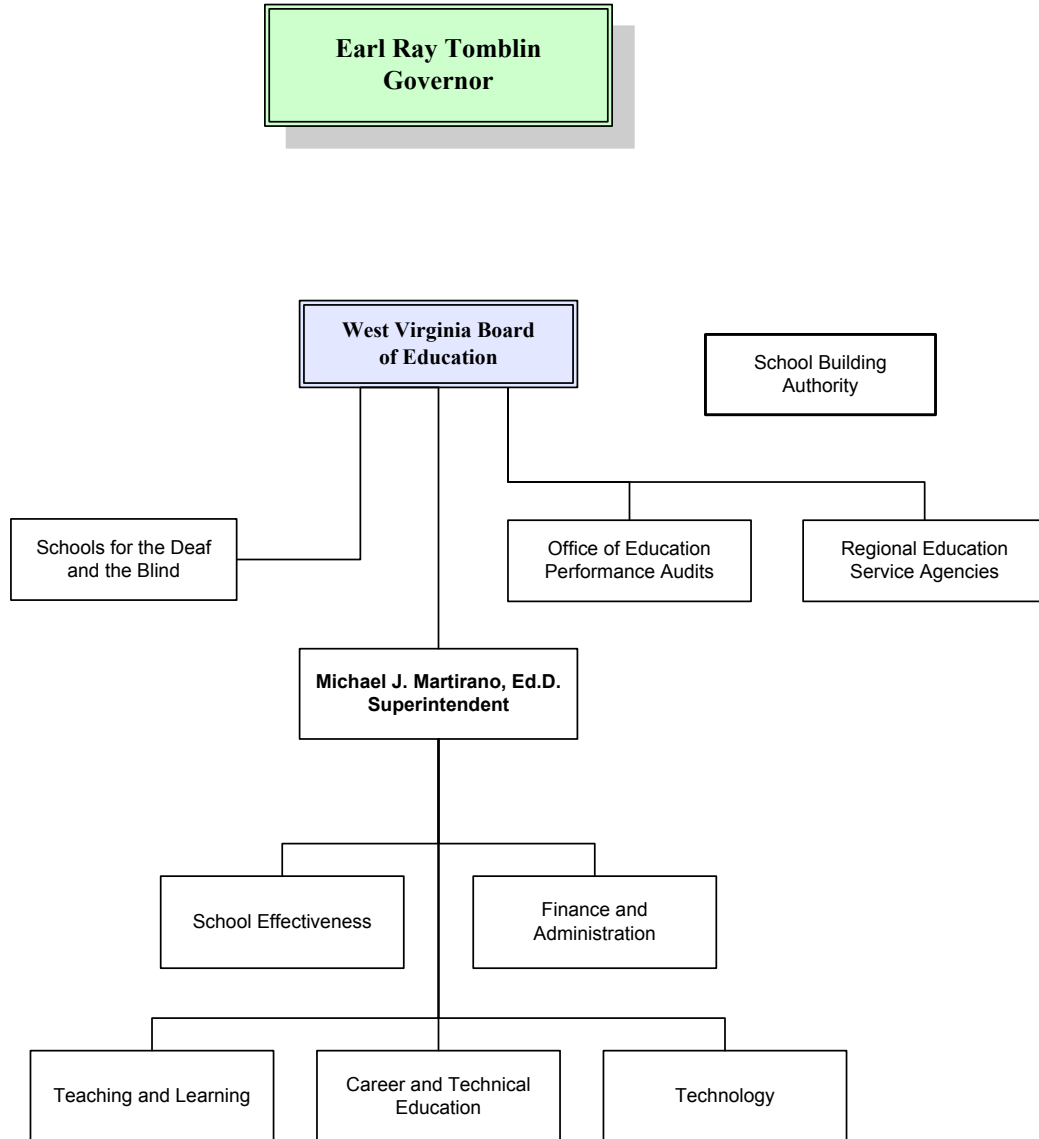 Earl Ray Tomblin
Governor
West Virginia Board
of Education
School Building
Authority
Schools for the Deaf
and the Blind
Office of Education
Performance Audits
Regional Education
Service Agencies
Michael J. Martirano, Ed.D.
Superintendent
School Effectiveness
Finance and
Administration
Teaching and Learning
Career and Technical
Education
Technology